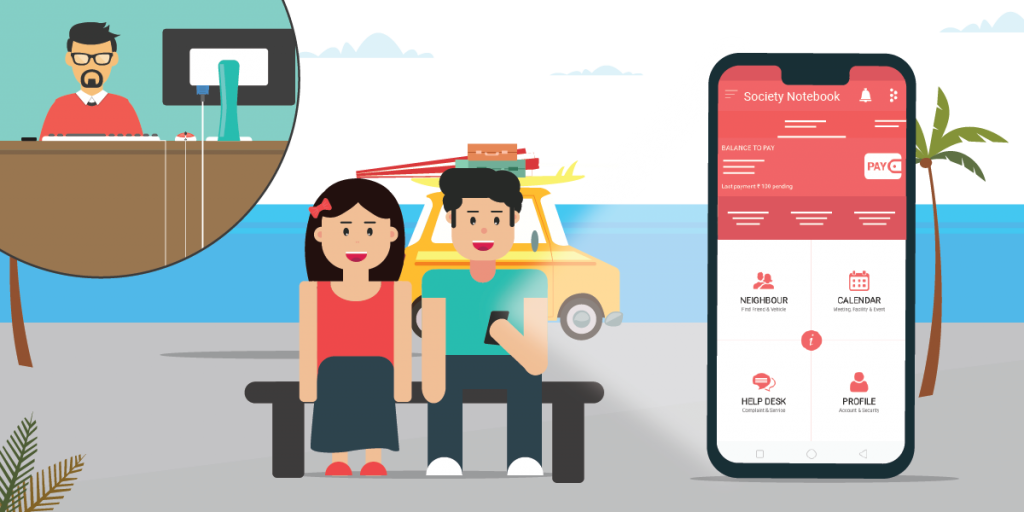 Society Notebook
BALANCE TO PAY
PAY
Last payment ₹ 100 pending
NEIGHBOUR
Find Friend & Vehicle
CALENDAR
Meeting, Facility & Event
i
HELP DESK
Complaint & Service
PROFILE
Account & Security